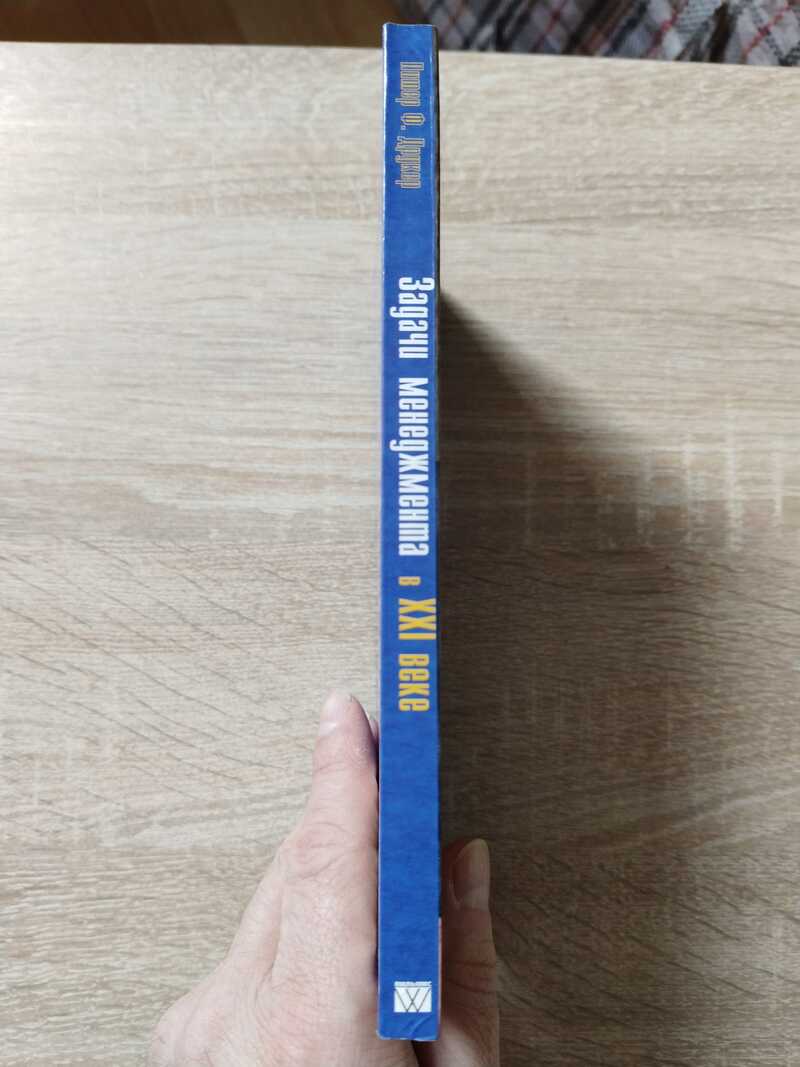 Питер Ф. Друкер
Задачи менеджмента в XXI веке